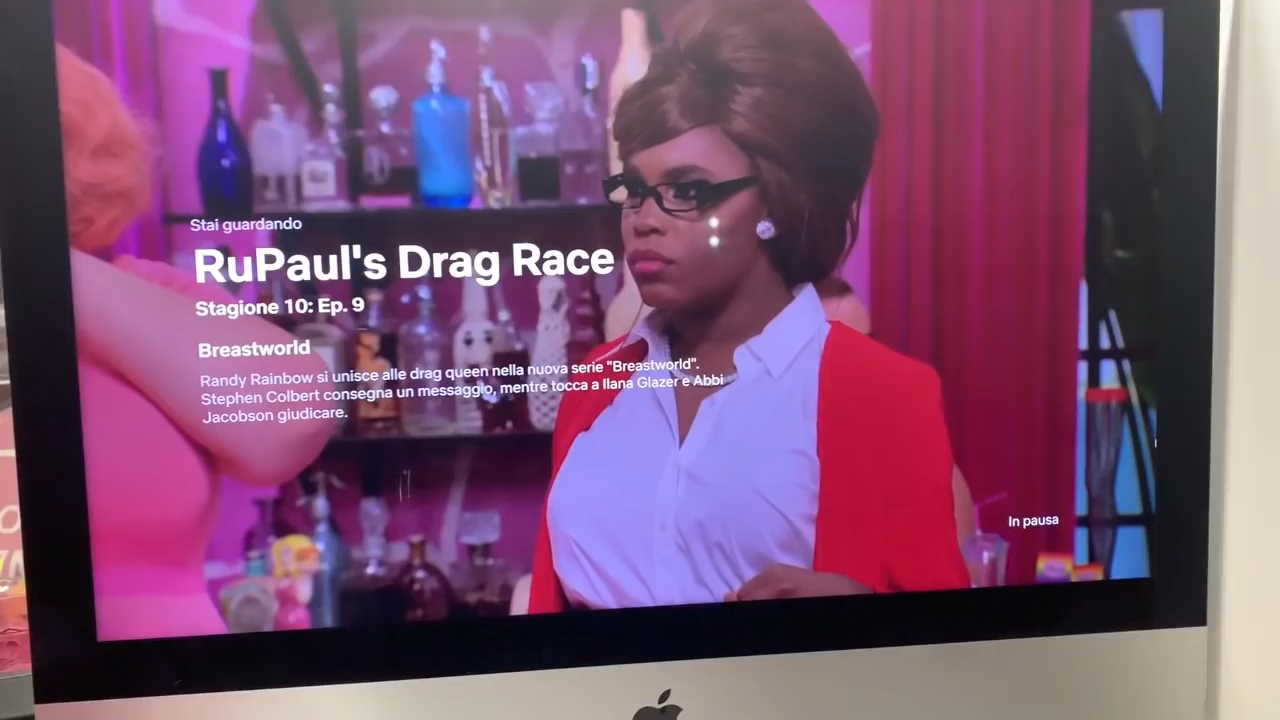 Stai guardando
RuPaul's Drag Race
Stagione 10: Ep. 9
Breastworld
Randy Rainbow si unisce alle drag queen nella nuova serie "Breastworld".
Stephen Colbert consegna un messaggio, mentre tocca a Ilana Glazer e Abbi
Jacobson giudicare.
In pausa